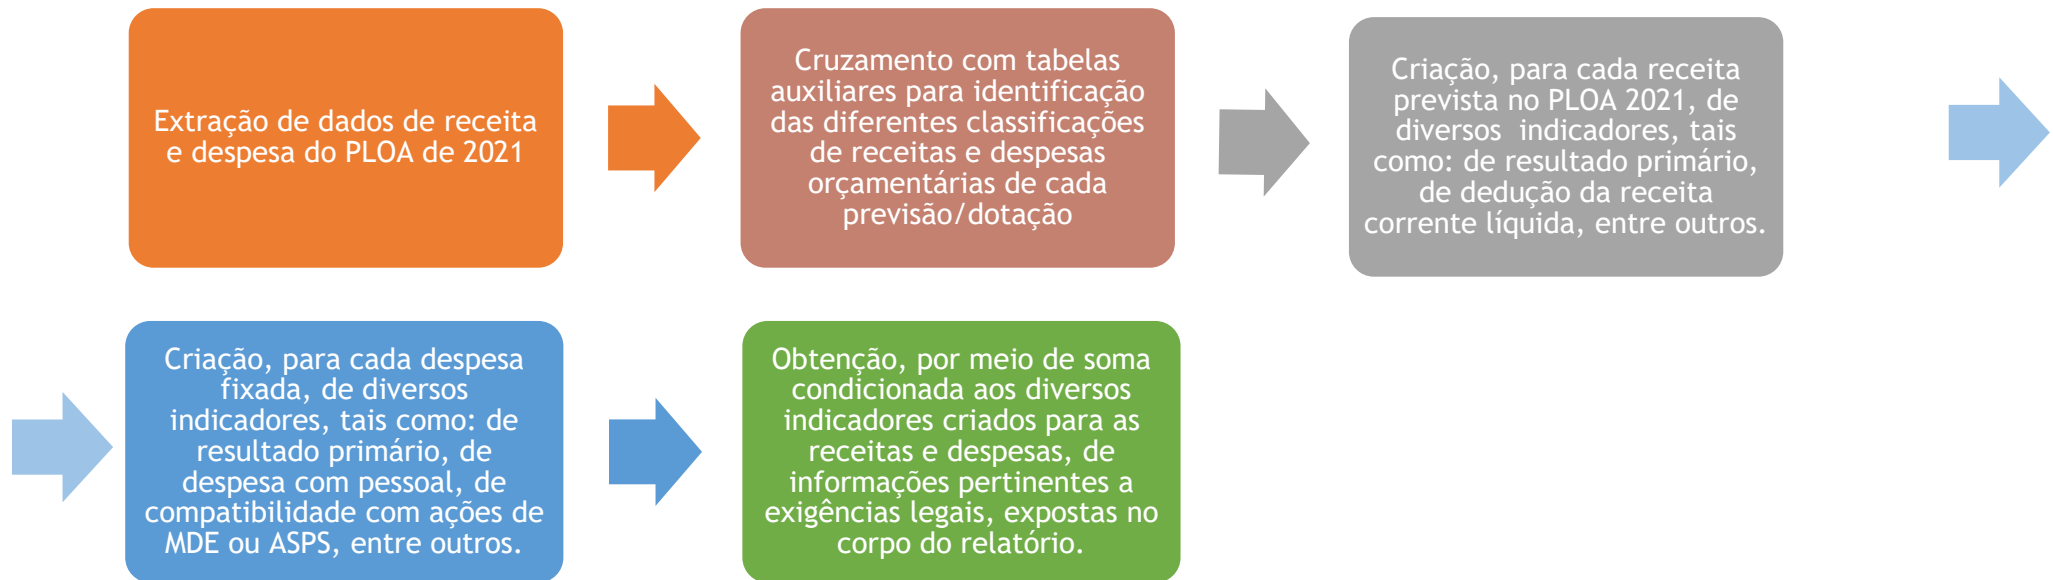 Extração de dados de receita
e despesa do PLOA de 2021
Cruzamento com tabelas
auxiliares para identificação
das diferentes classificações
de receitas e despesas
orçamentárias de cada
previsão/dotação
Criação, para cada receita
prevista no PLOA 2021, de
diversos indicadores, tais
como: de resultado primário,
de dedução da receita
corrente líquida, entre outros.
Criação, para cada despesa
fixada, de diversos
indicadores, tais como: de
resultado primário, de
despesa com pessoal, de
compatibilidade com ações de
MDE ou ASPS, entre outros.
Obtenção, por meio de soma
condicionada aos diversos
indicadores criados para as
receitas e despesas, de
informações pertinentes a
exigências legais, expostas no
corpo do relatório.